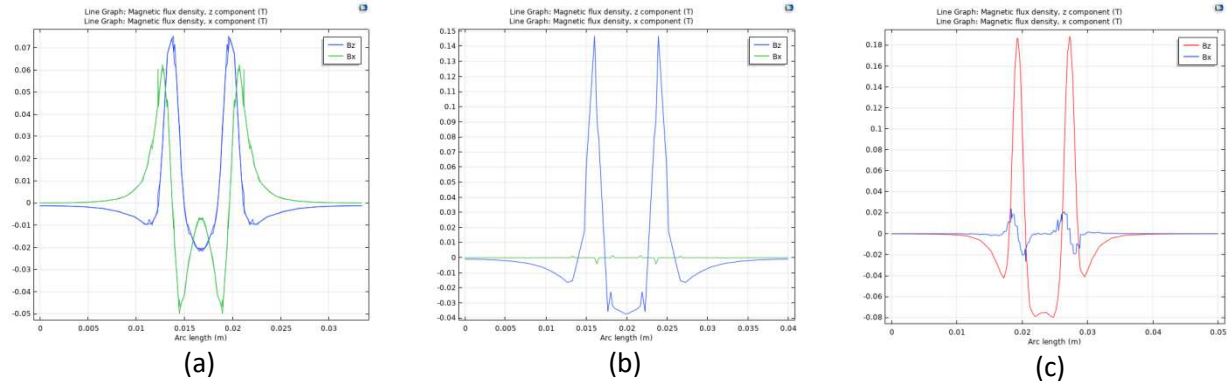 Line Graph: Magnetic flux density, z component (T)
Line Graph: Magnetic flux density, x component (T)
0.07
0.06
0.05
0.04
0.03
0.02
0.01
0
-0.01
-0.02
-0.03
-0.04
-0.05
Bz
Bx
0 0.005 0.01 0.015 0.02 0.025 0.03
Arc length (m)
(a)
Line Graph: Magnetic flux density, z component (T)
Line Graph: Magnetic flux density, x component (T)
0.15
0.14
0.13
0.12
0.11
0.1
0.09
0.08
0.07
0.06
0.05
0.04
0.03
0.02
0.01
0
-0.01
-0.02
-0.03
-0.04
Bz
Bx
0 0.005 0.01 0.015 0.02 0.025 0.03 0.035 0.04
Arc length (m)
(b)
Line Graph: Magnetic flux density, z component (T)
Line Graph: Magnetic flux density, x component (T)
0.18
0.16
0.14
0.12
0.1
0.08
0.06
0.04
0.02
0
-0.02
-0.04
-0.06
-0.08
Bz
Bx
0 0.01 0.02 0.03 0.04 0.05
Arc length (m)
(c)